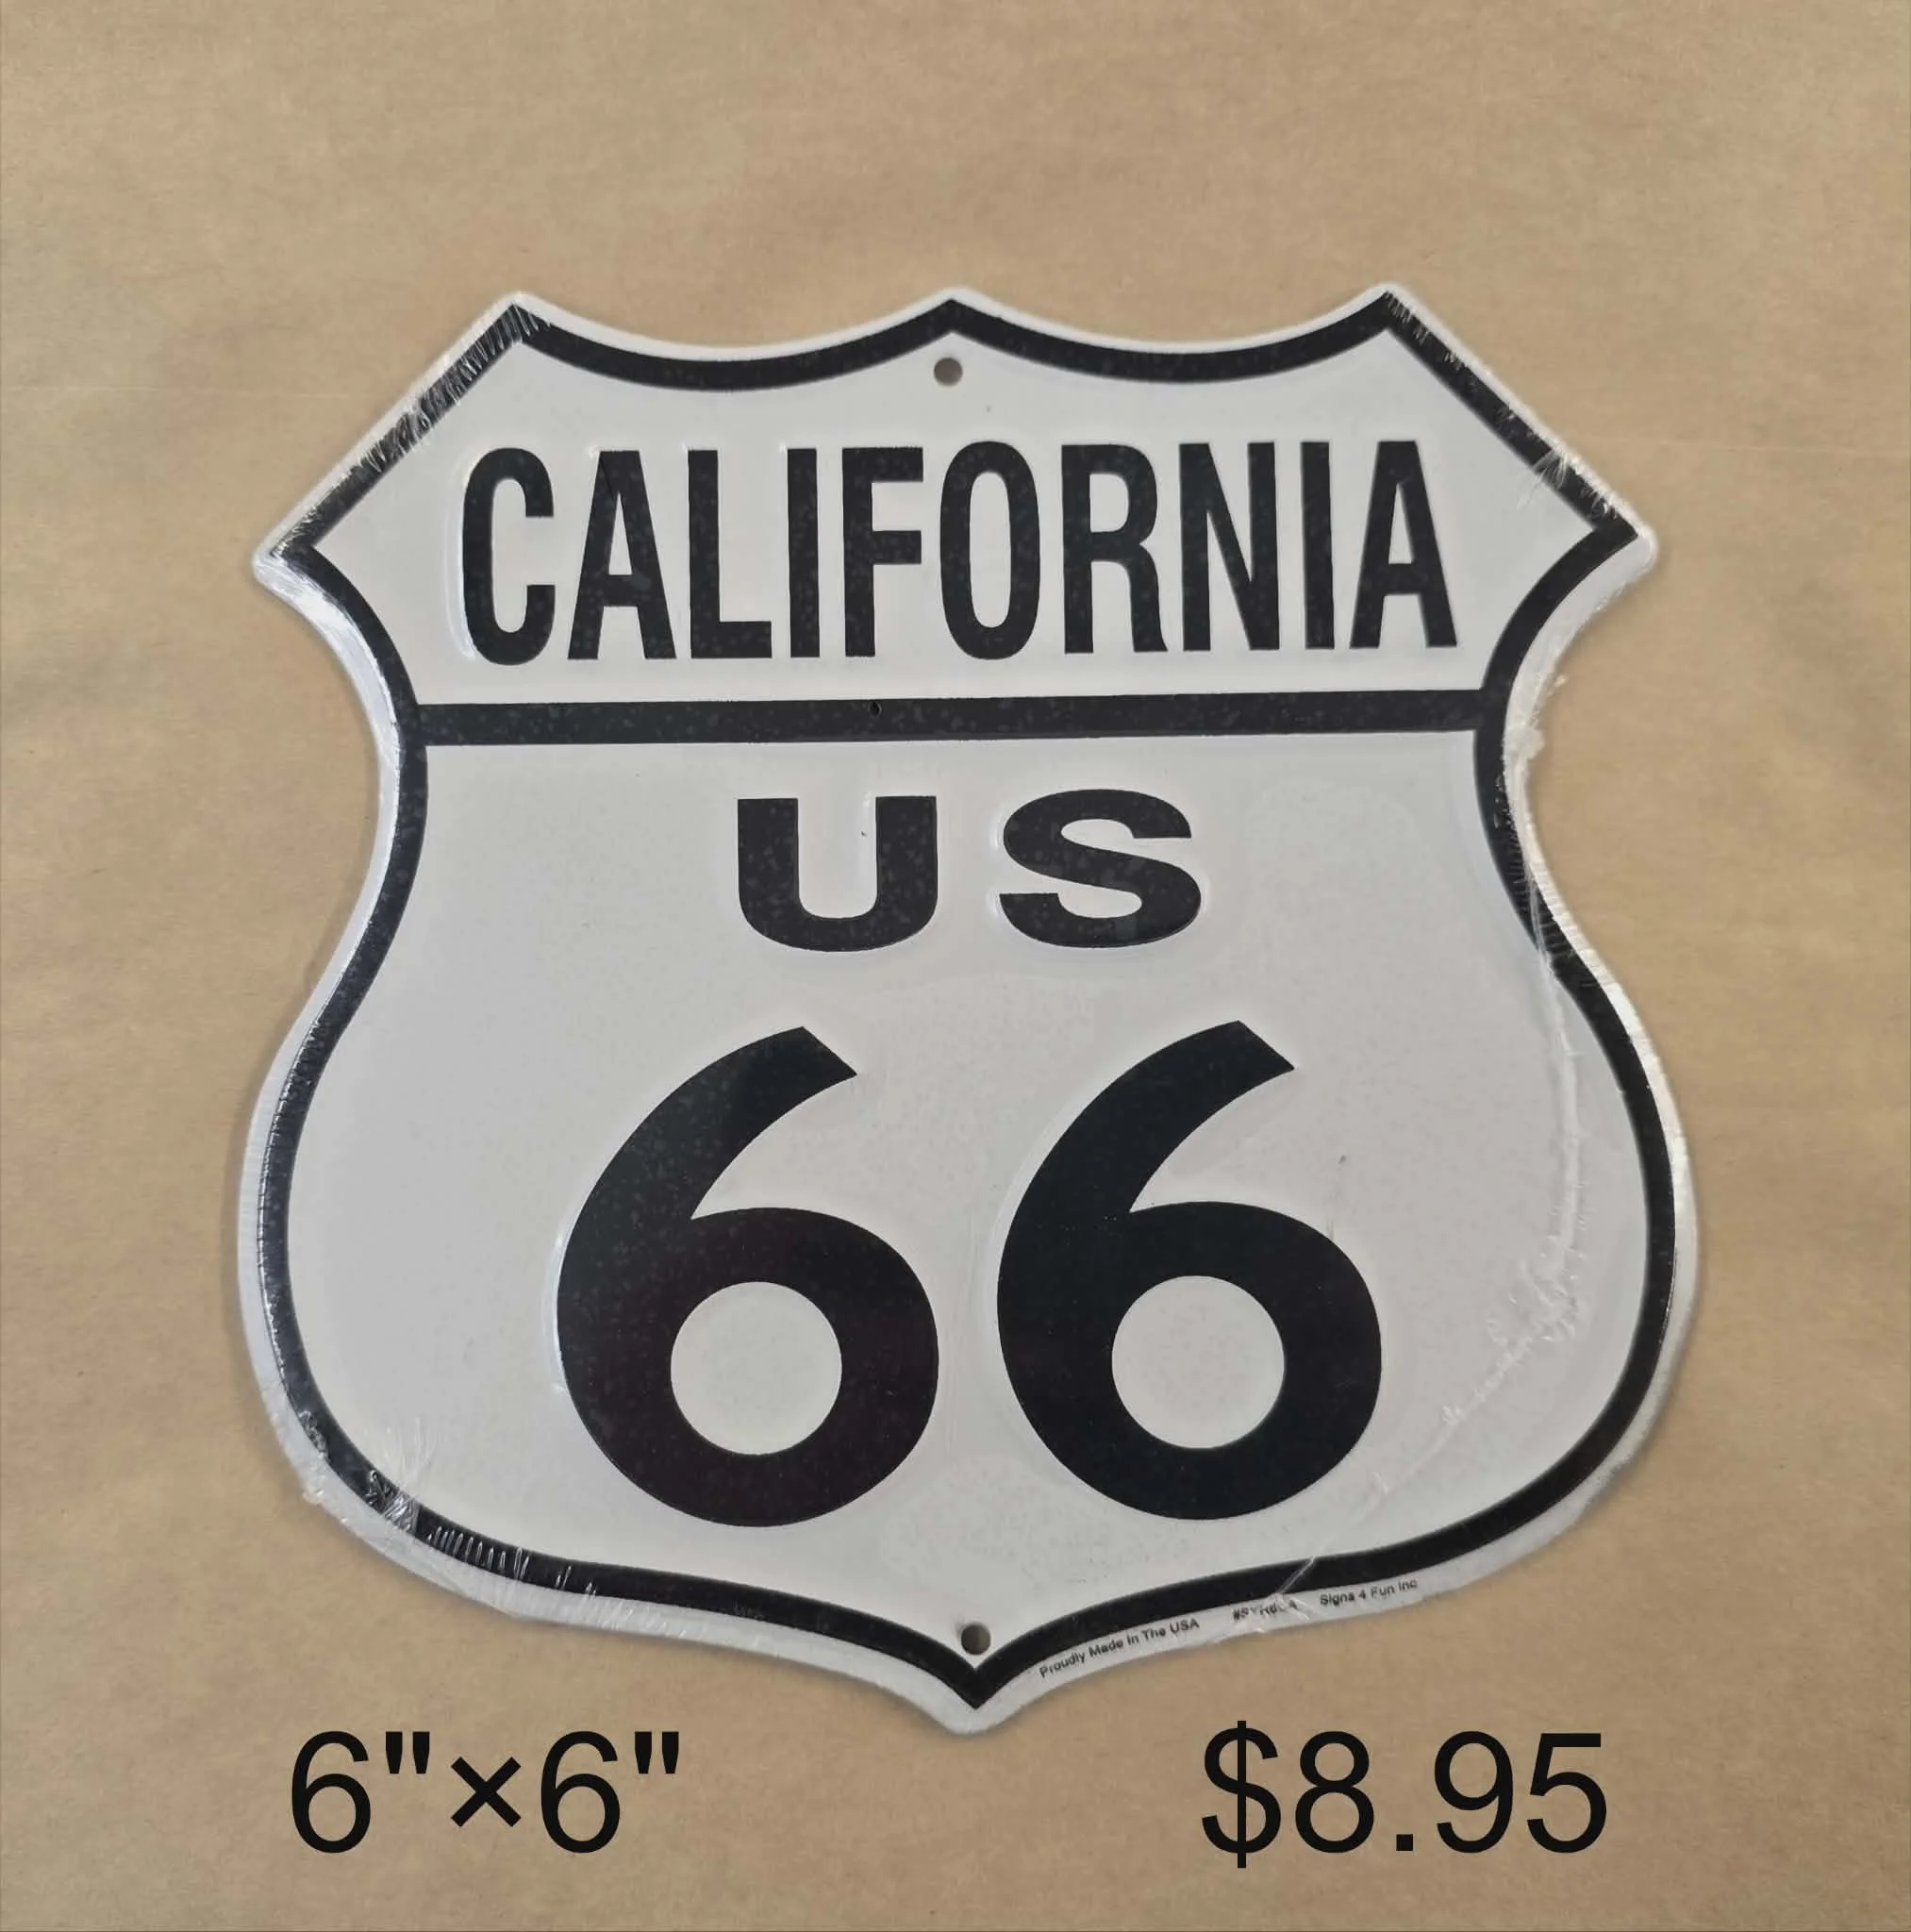 CALIFORNIA
US
66
Proudly Made In The USA Signs 4 Fun Inc
6"×6" $8.95